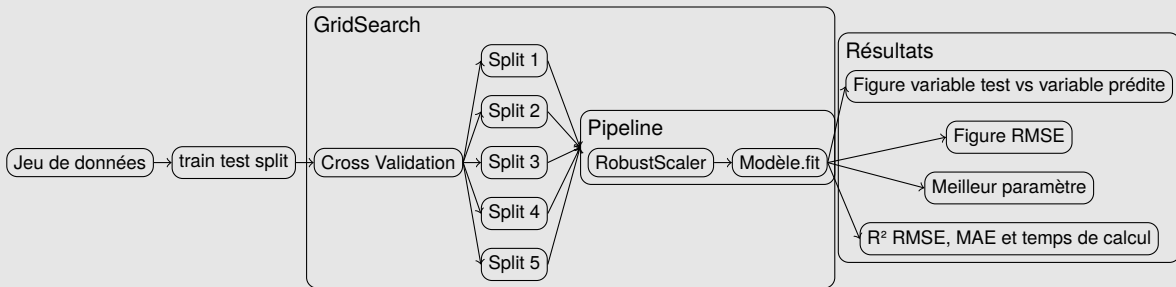 GridSearch
Split 1
Split 2
Split 3
Split 4
Split 5
Jeu de données
train test split
Cross Validation
Pipeline
RobustScaler
Modèle.fit
Résultats
Figure variable test vs variable prédite
Figure RMSE
Meilleur paramètre
R² RMSE, MAE et temps de calcul